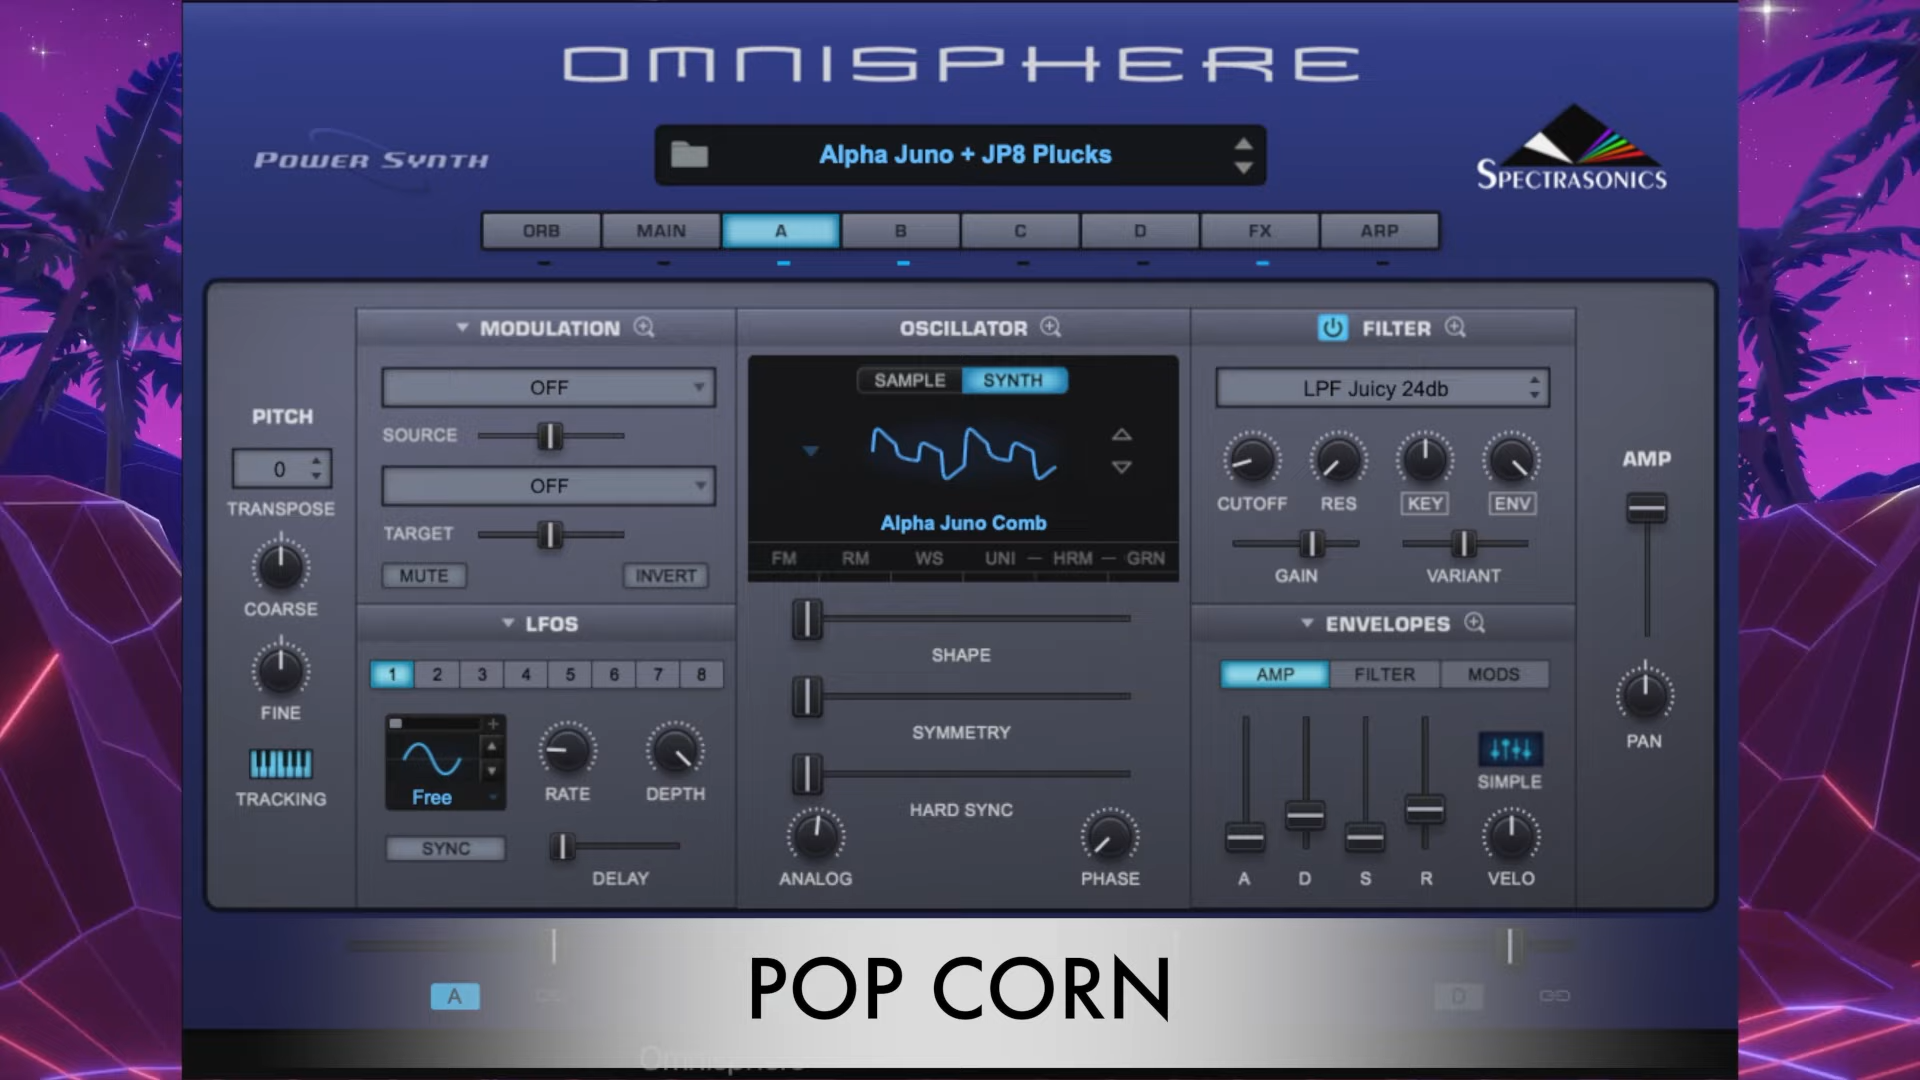 OMNISPHERE
POWER SYNTH
Alpha Juno + JP8 Plucks
SPECTRASONICS
ORB MAIN A B C D FX ARP
PITCH
0
TRANSPOSE
COARSE
FINE
TRACKING
MODULATION
OFF
SOURCE
OFF
TARGET
MUTE INVERT
LFOS
1 2 3 4 5 6 7 8
Free
RATE DEPTH
SYNC
DELAY
OSCILLATOR
SAMPLE SYNTH
Alpha Juno Comb
FM RM WS UNI — HRM — GRN
SHAPE
SYMMETRY
HARD SYNC
ANALOG PHASE
FILTER
LPF Juicy 24db
CUTOFF RES KEY ENV
GAIN VARIANT
ENVELOPES
AMP FILTER MODS
SIMPLE
A D S R VELO
AMP
PAN
A
D
POP CORN
Omnisphere